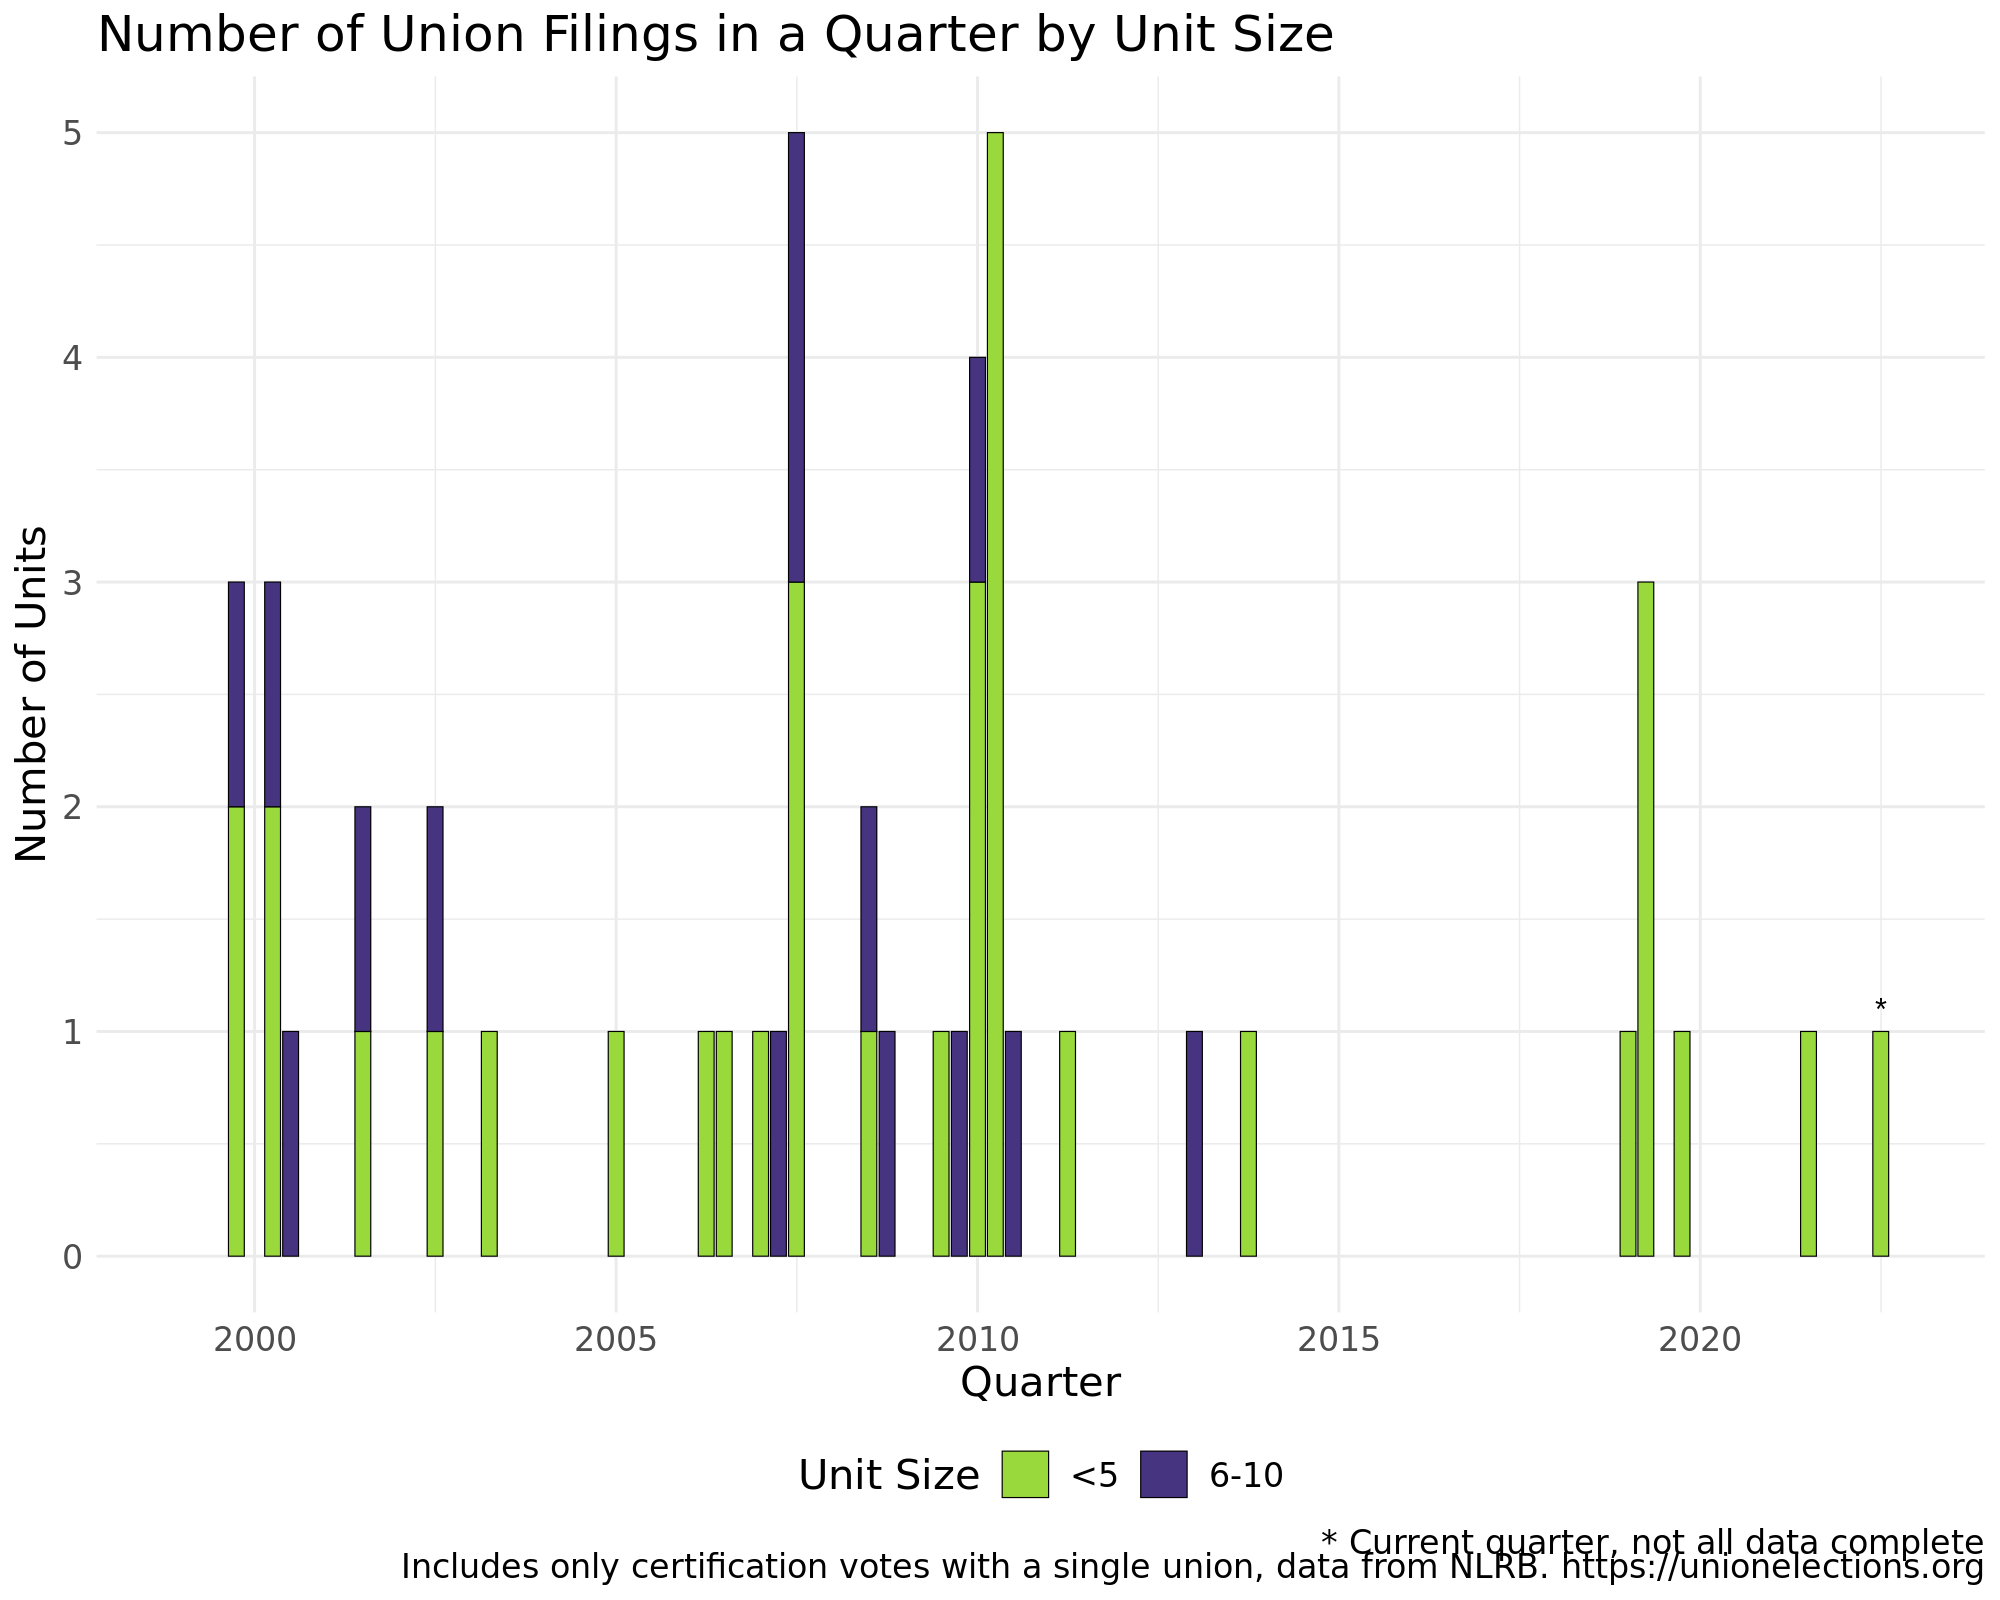 Number of Union Filings in a Quarter by Unit Size
Number of Units
5
4
3
2
1
0
*
2000 2005 2010 2015 2020
Quarter
Unit Size <5 6-10
* Current quarter, not all data complete
Includes only certification votes with a single union, data from NLRB. https://unionelections.org